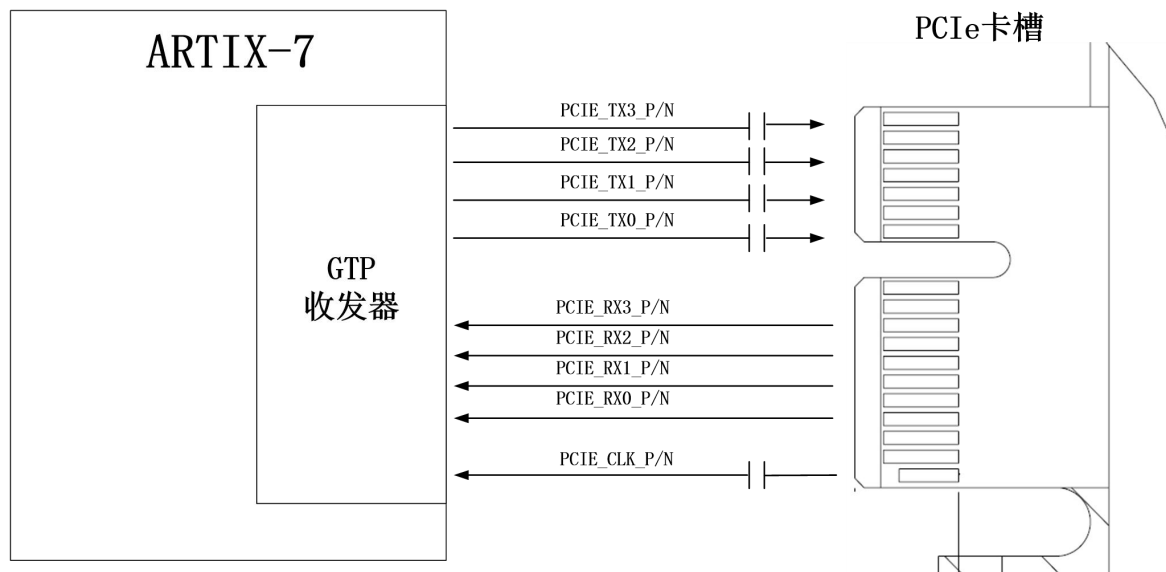 PCIe卡槽
ARTIX-7
PCIE_TX3_P/N
PCIE_TX2_P/N
PCIE_TX1_P/N
PCIE_TX0_P/N
GTP
收发器
PCIE_RX3_P/N
PCIE_RX2_P/N
PCIE_RX1_P/N
PCIE_RX0_P/N
PCIE_CLK_P/N